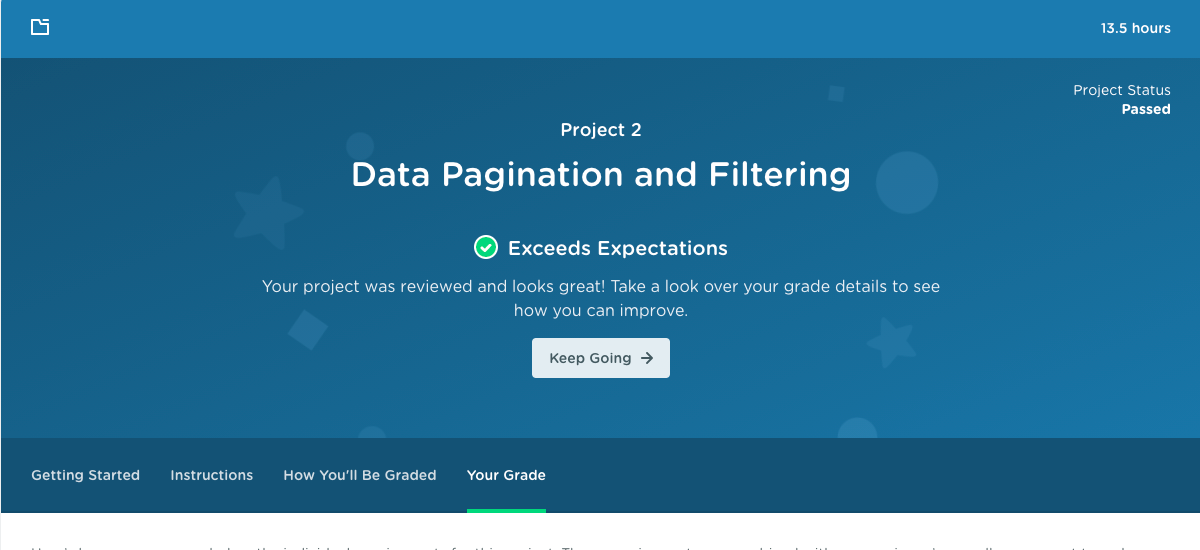 13.5 hours
Project Status
Passed
Project 2
Data Pagination and Filtering
Exceeds Expectations
Your project was reviewed and looks great! Take a look over your grade details to see
how you can improve.
Keep Going
Getting Started
Instructions
How You'll Be Graded
Your Grade